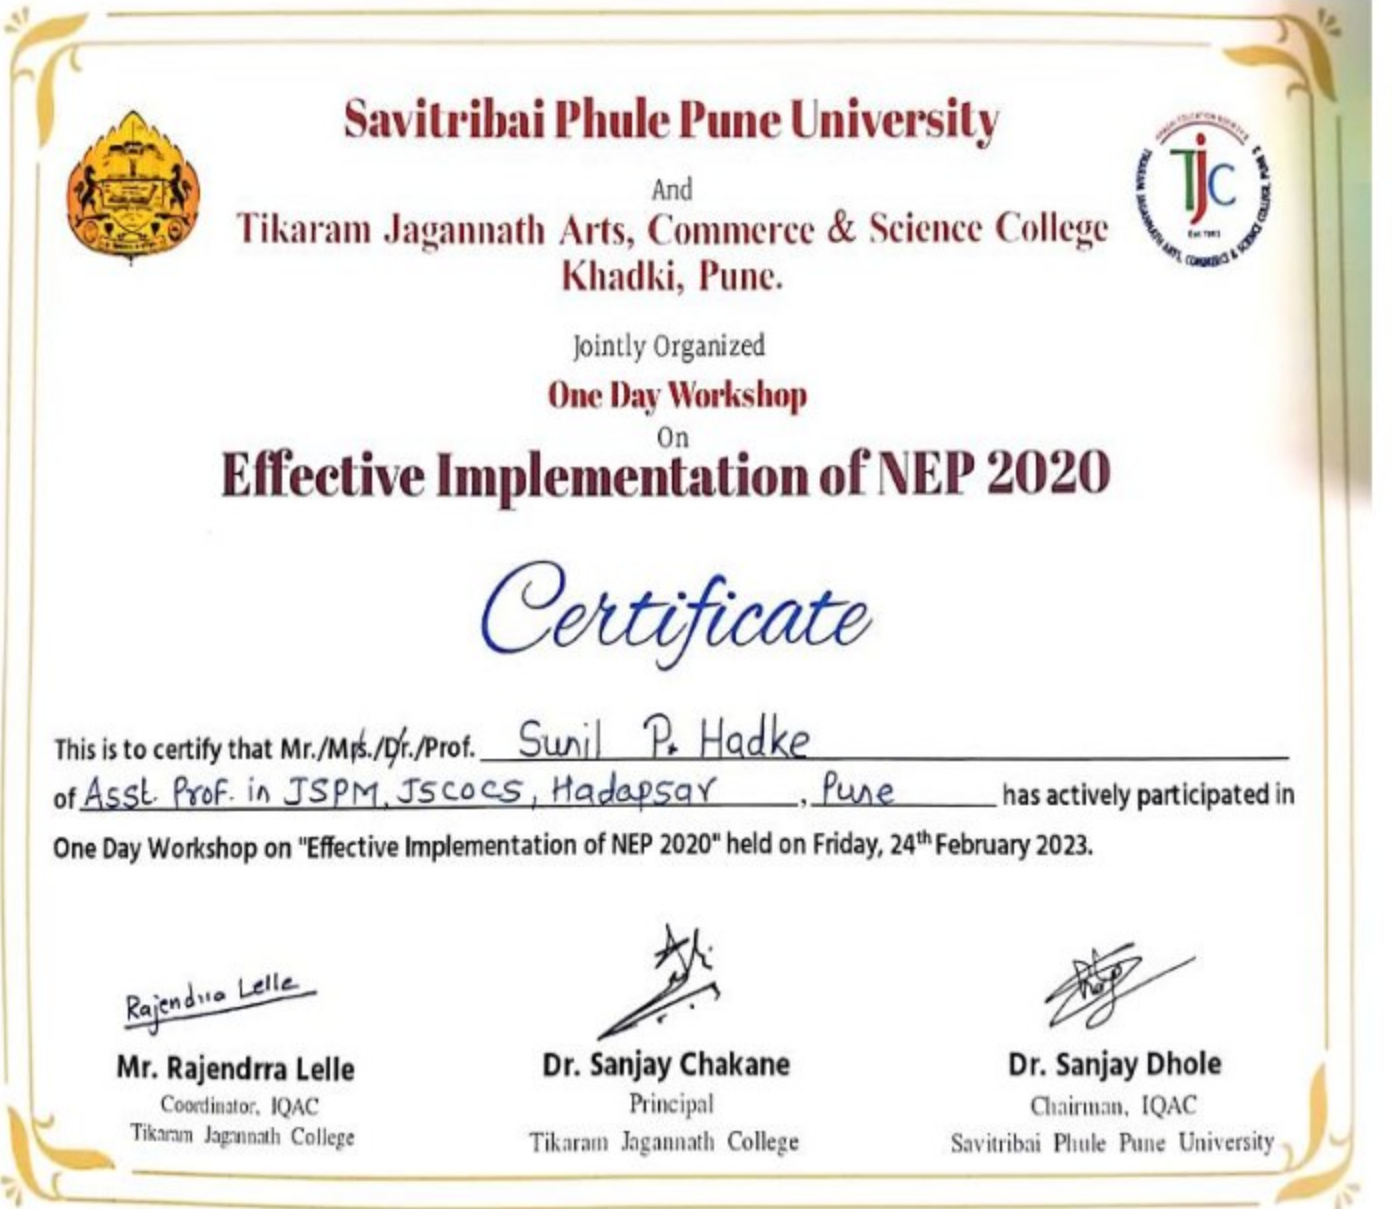 Savitribai Phule Pune University
And
Tikaram Jagannath Arts, Commerce & Science College
Khadki, Pune.
TJC
Jointly Organized
One Day Workshop
On
Effective Implementation of NEP 2020
Certificate
This is to certify that Mr./Mrs./Dr./Prof. Sunil P. Hadke
of Asst. Prof. in JSPM, JSCOCS, Hadapsar, Pune has actively participated in
One Day Workshop on "Effective Implementation of NEP 2020" held on Friday, 24th February 2023.
Rajendrra Lelle
Mr. Rajendrra Lelle
Coordinator, IQAC
Tikaram Jagannath College
Dr. Sanjay Chakane
Principal
Tikaram Jagannath College
Dr. Sanjay Dhole
Chairman, IQAC
Savitribai Phule Pune University